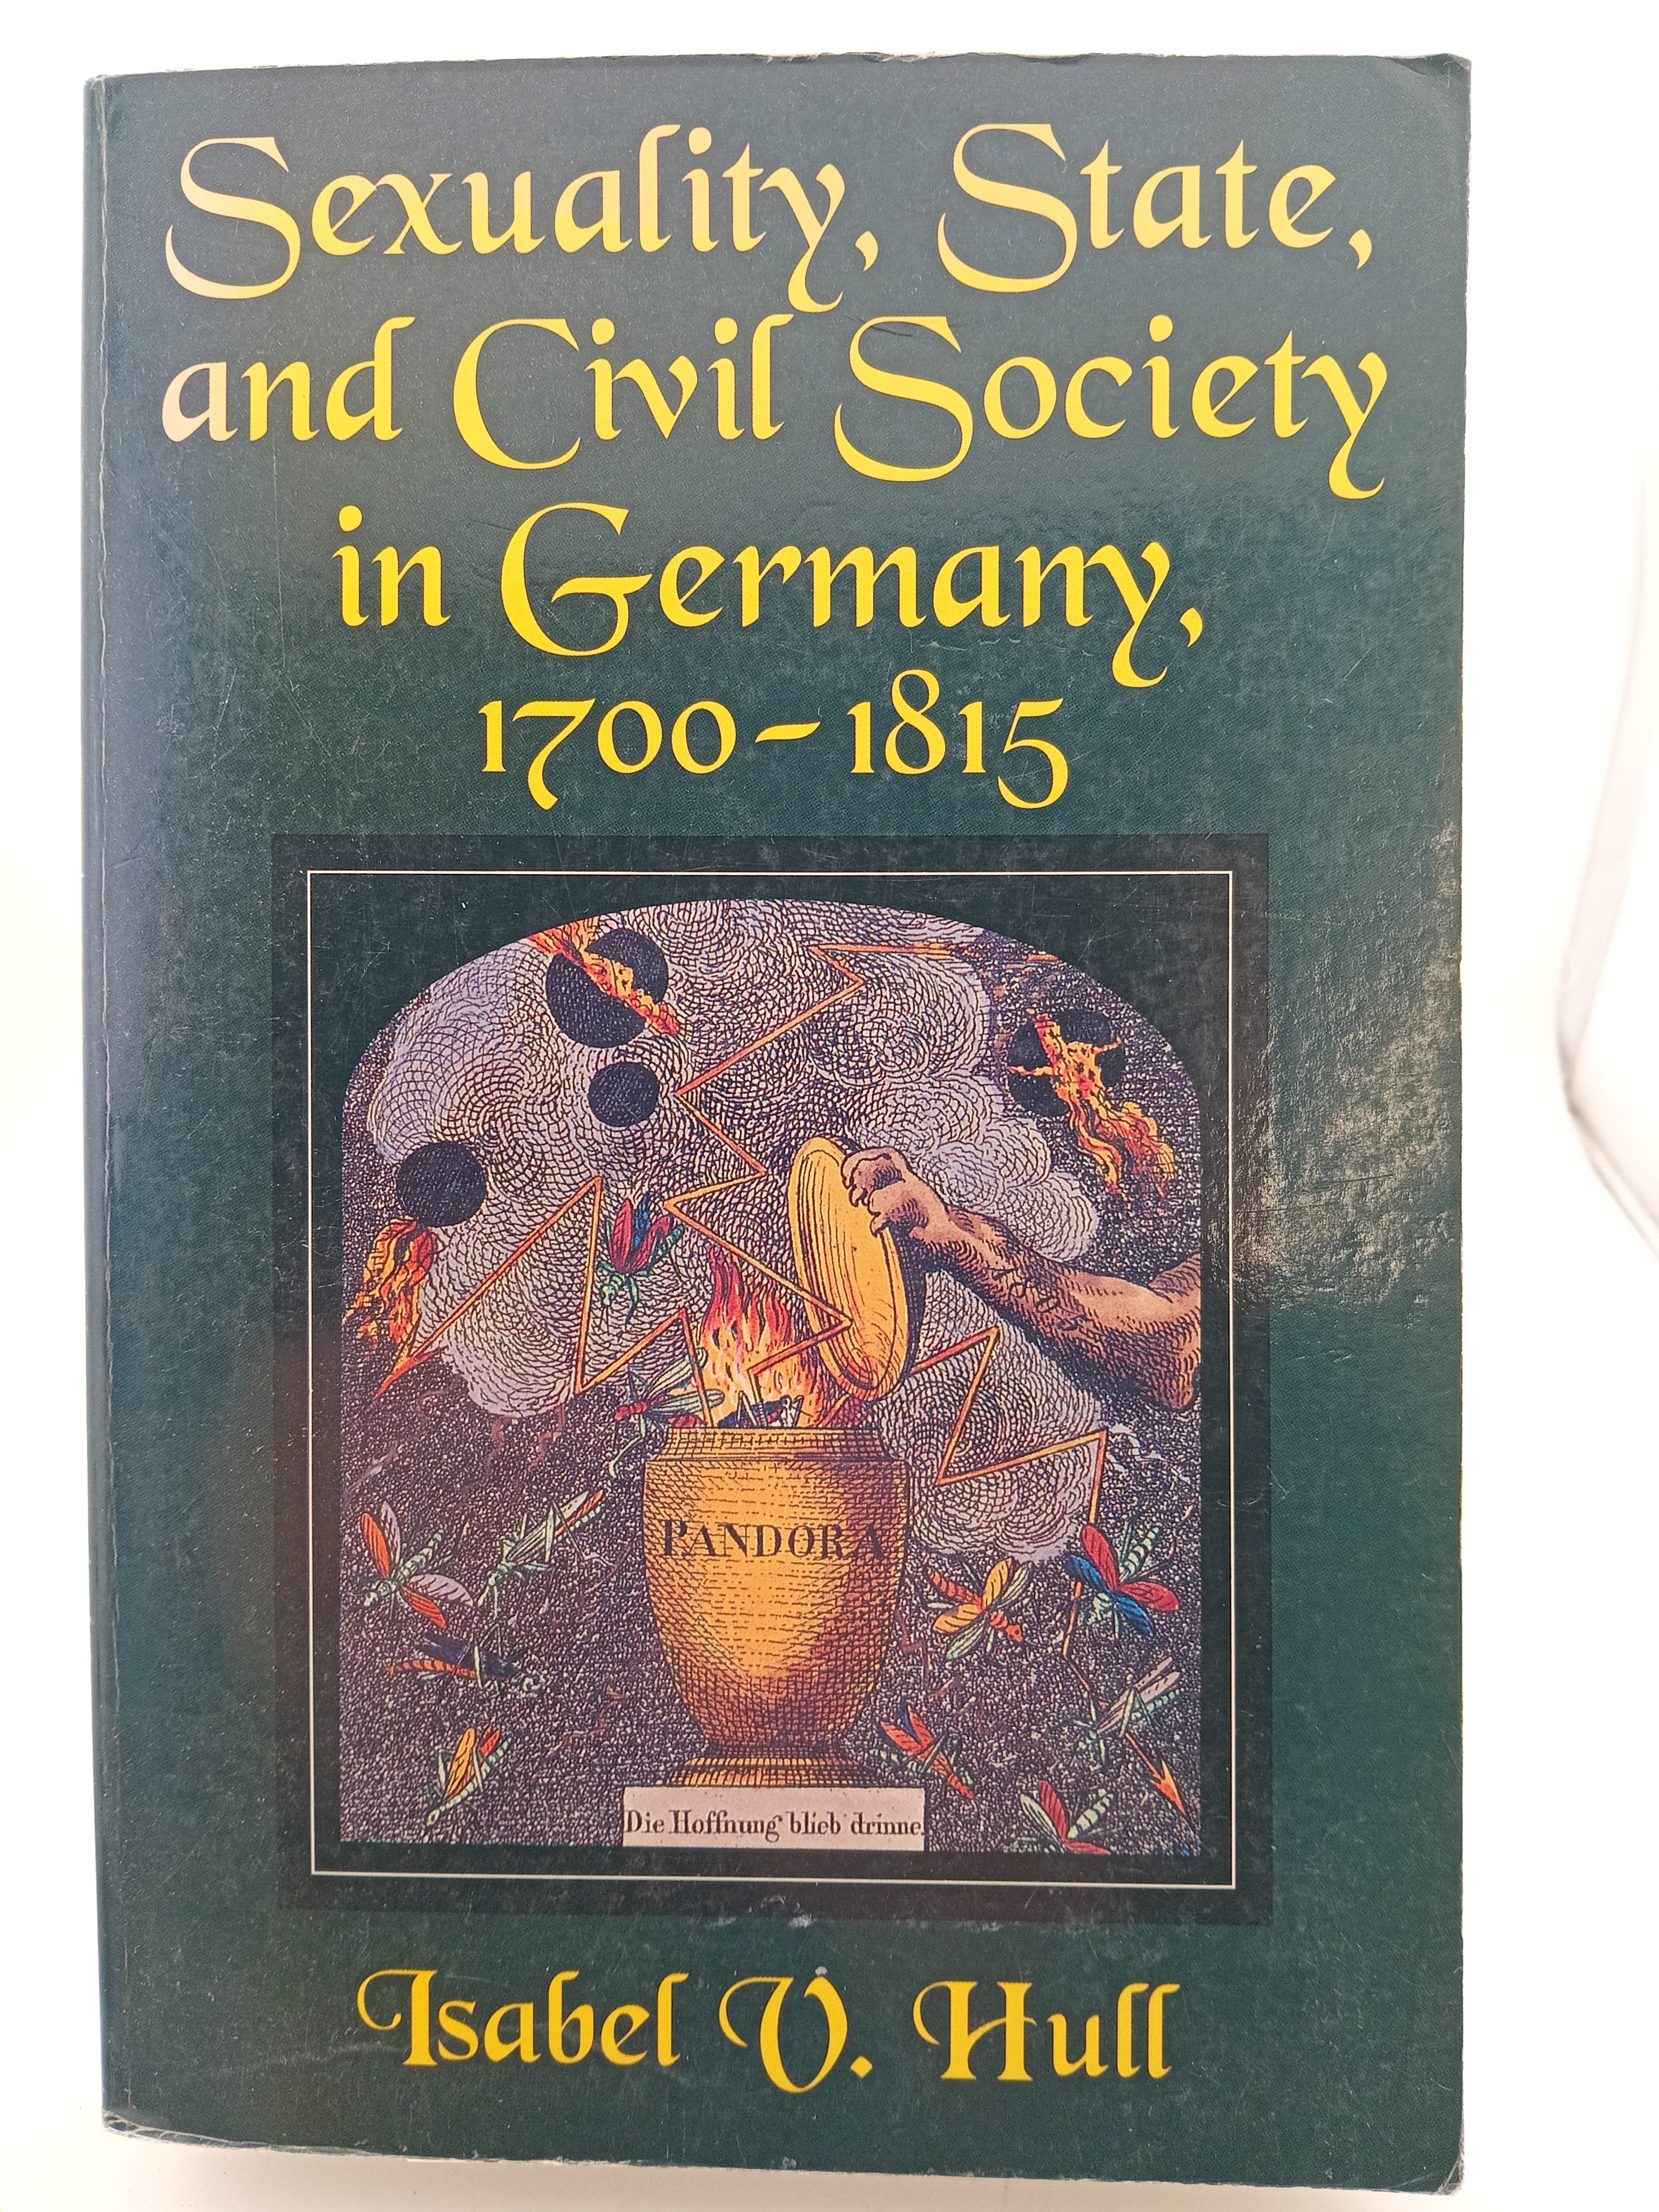 Sexuality, State,
and Civil Society
in Germany,
1700–1815
PANDORA
Die Hoffnung blieb drinne.
Isabel V. Hull